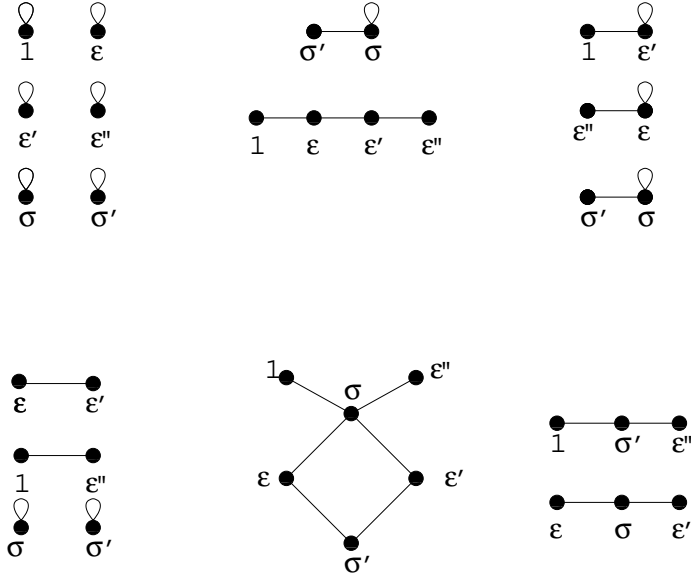 1 ε
ε' ε"
σ σ'
σ' σ
1 ε ε' ε"
1 ε'
ε" ε
σ' σ
ε ε'
1 ε"
σ σ'
1 σ ε"
ε ε'
σ'
1 σ' ε"
ε σ ε'